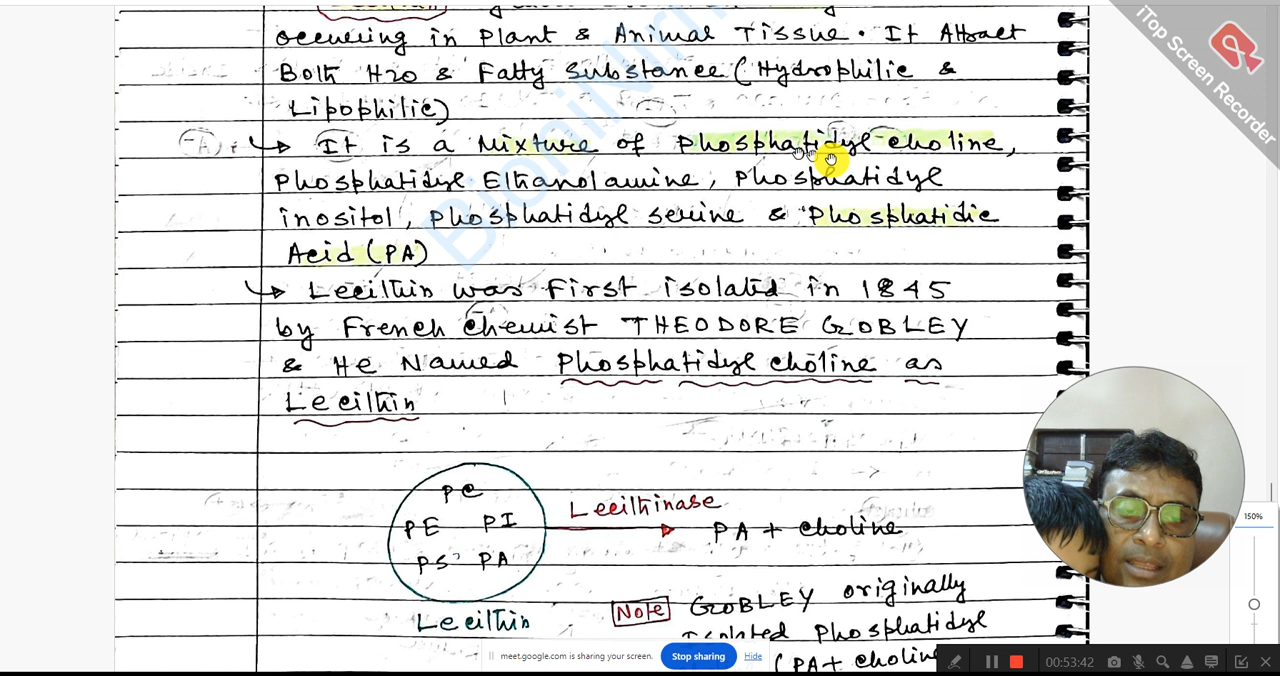 occuring in Plant & Animal Tissue. It Attract
Both H2O & Fatty Substance (Hydrophilic &
Lipophilic)
↳ It is a Mixture of Phosphatidyl choline,
Phosphatidyl Ethanolamine, Phosphatidyl
inositol, phosphatidyl serine & Phosphatidic
Acid (PA)
↳ Lecithin was First isolated in 1845
by French Chemist THEODORE GOBLEY
& He Named Phosphatidyl choline as
Lecithin
PC
PE PI
PS PA
Lecithin
Lecithinase
PA + choline
Note GOBLEY originally
Isolated Phosphatidyl
(PA + choline
iTop Screen Recorder
150%
meet.google.com is sharing your screen.
Stop sharing
Hide
00:53:42